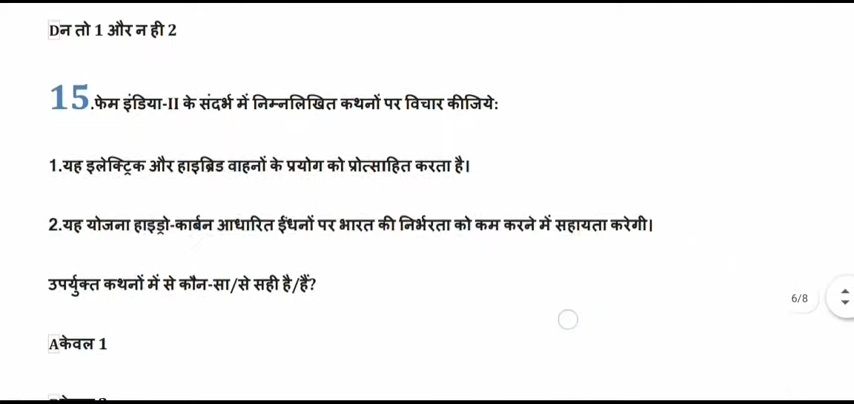 Dन तो 1 और न ही 2
15.फेम इंडिया-II के संदर्भ में निम्नलिखित कथनों पर विचार कीजिये:
1.यह इलेक्ट्रिक और हाइब्रिड वाहनों के प्रयोग को प्रोत्साहित करता है।
2.यह योजना हाइड्रो-कार्बन आधारित ईंधनों पर भारत की निर्भरता को कम करने में सहायता करेगी।
उपर्युक्त कथनों में से कौन-सा/से सही है/हैं?
6/8
Aकेवल 1